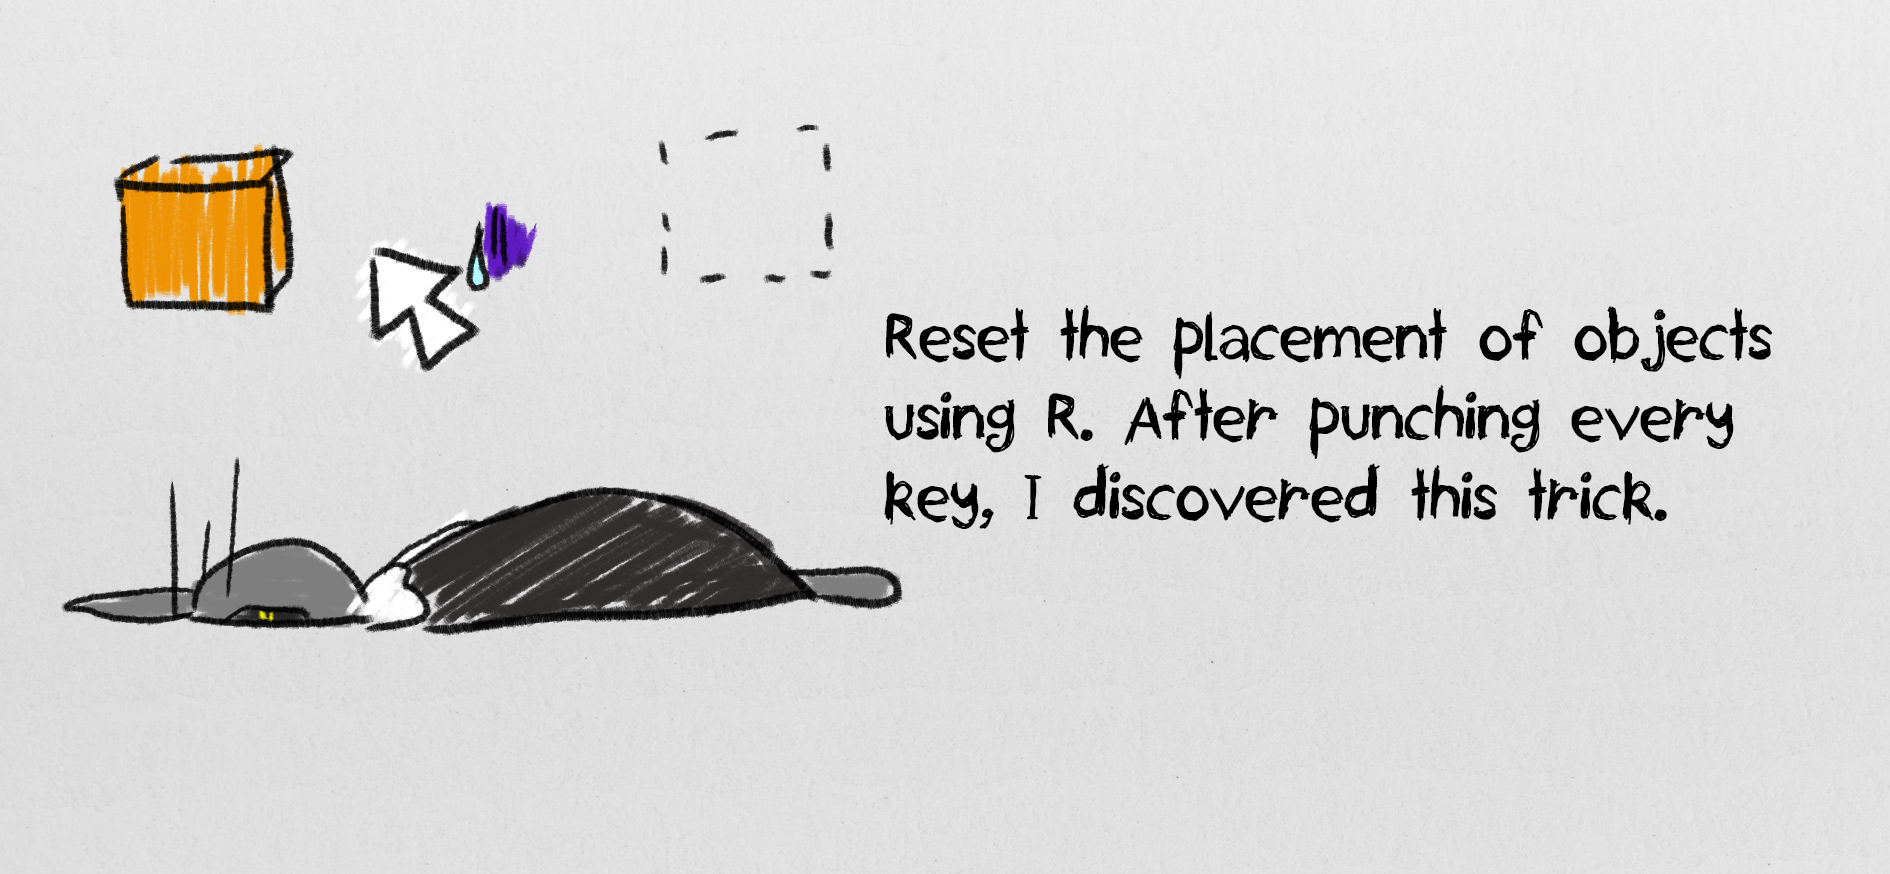 Reset the placement of objects
using R. After punching every
key, I discovered this trick.